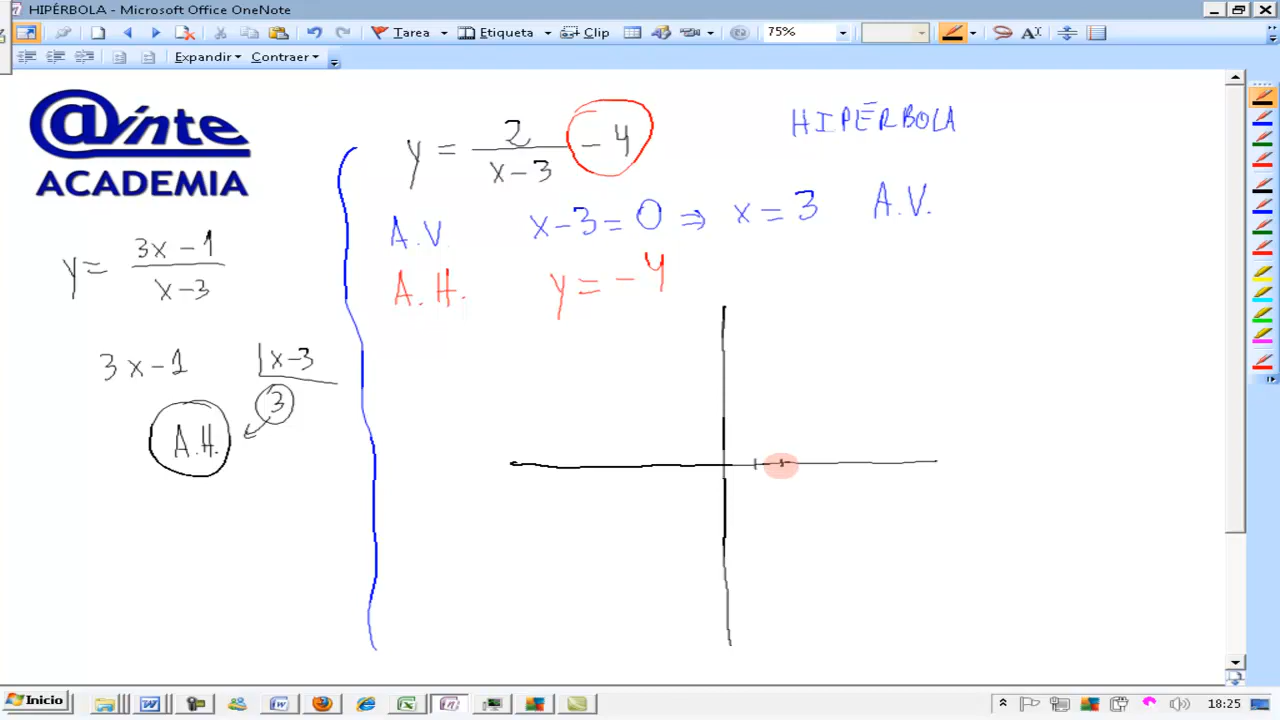 HIPÉRBOLA - Microsoft Office OneNote
Tarea Etiqueta Clip 75%
Expandir Contraer
@inte
ACADEMIA
HIPÉRBOLA
y = 2/(x-3) - 4
A.V. x-3=0 ⇒ x=3 A.V.
A.H. y=-4
y = (3x-1)/(x-3)
3x-1 |x-3
3
A.H.
Inicio
18:25